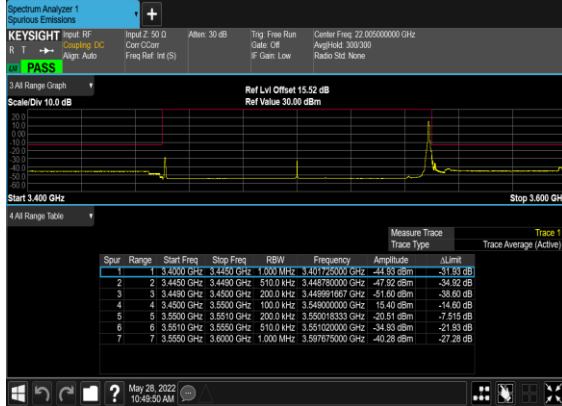 Spectrum Analyzer 1
Spurious Emissions
KEYSIGHT Input: RF Input Z: 50 Ω Atten: 30 dB Trig: Free Run Center Freq: 22.005000000 GHz
R T Coupling: DC Corr CCorr Gate: Off Avg|Hold: 300/300
Align: Auto Freq Ref: Int (S) IF Gain: Low Radio Std: None
PASS
3 All Range Graph
Ref Lvl Offset 15.52 dB
Scale/Div 10.0 dB Ref Value 30.00 dBm
20.0
10.0
0.00
-10.0
-20.0
-30.0
-40.0
-50.0
-60.0
Start 3.400 GHz Stop 3.600 GH
4 All Range Table
Measure Trace Trace 1
Trace Type Trace Average (Active)
Spur Range Start Freq Stop Freq RBW Frequency Amplitude ΔLimit
1 1 3.4000 GHz 3.4450 GHz 1.000 MHz 3.401725000 GHz -44.93 dBm -31.93 dB
2 2 3.4450 GHz 3.4490 GHz 510.0 kHz 3.448780000 GHz -47.92 dBm -34.92 dB
3 3 3.4490 GHz 3.4500 GHz 200.0 kHz 3.449991667 GHz -51.60 dBm -38.60 dB
4 4 3.4500 GHz 3.5500 GHz 100.0 kHz 3.549000000 GHz 15.40 dBm -14.60 dB
5 5 3.5500 GHz 3.5510 GHz 200.0 kHz 3.550018333 GHz -20.51 dBm -7.515 dB
6 6 3.5510 GHz 3.5550 GHz 510.0 kHz 3.551020000 GHz -34.93 dBm -21.93 dB
7 7 3.5550 GHz 3.6000 GHz 1.000 MHz 3.597675000 GHz -40.28 dBm -27.28 dB
May 28, 2022
10:49:50 AM